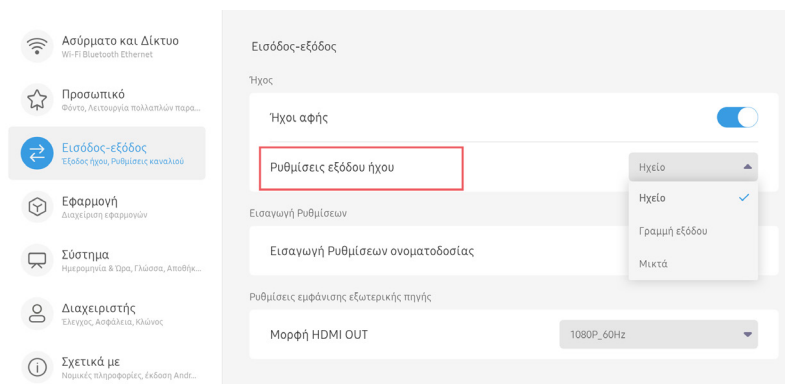 Ασύρματο και Δίκτυο
Wi-Fi Bluetooth Ethernet
Προσωπικό
Φόντο, Λειτουργία πολλαπλών παρα...
Εισόδος-εξόδος
Έξοδος ήχου, Ρυθμίσεις καναλιού
Εφαρμογή
Διαχείριση εφαρμογών
Σύστημα
Ημερομηνία & Ώρα, Γλώσσα, Αποθήκ...
Διαχειριστής
Έλεγχος, Ασφάλεια, Κλώνος
Σχετικά με
Νομικές πληροφορίες, έκδοση Andr...
Εισόδος-εξόδος
Ήχος
Ήχοι αφής
Ρυθμίσεις εξόδου ήχου
Ηχείο
Ηχείο
Γραμμή εξόδου
Μικτά
Εισαγωγή Ρυθμίσεων
Εισαγωγή Ρυθμίσεων ονοματοδοσίας
Ρυθμίσεις εμφάνισης εξωτερικής πηγής
Μορφή HDMI OUT
1080P_60Hz